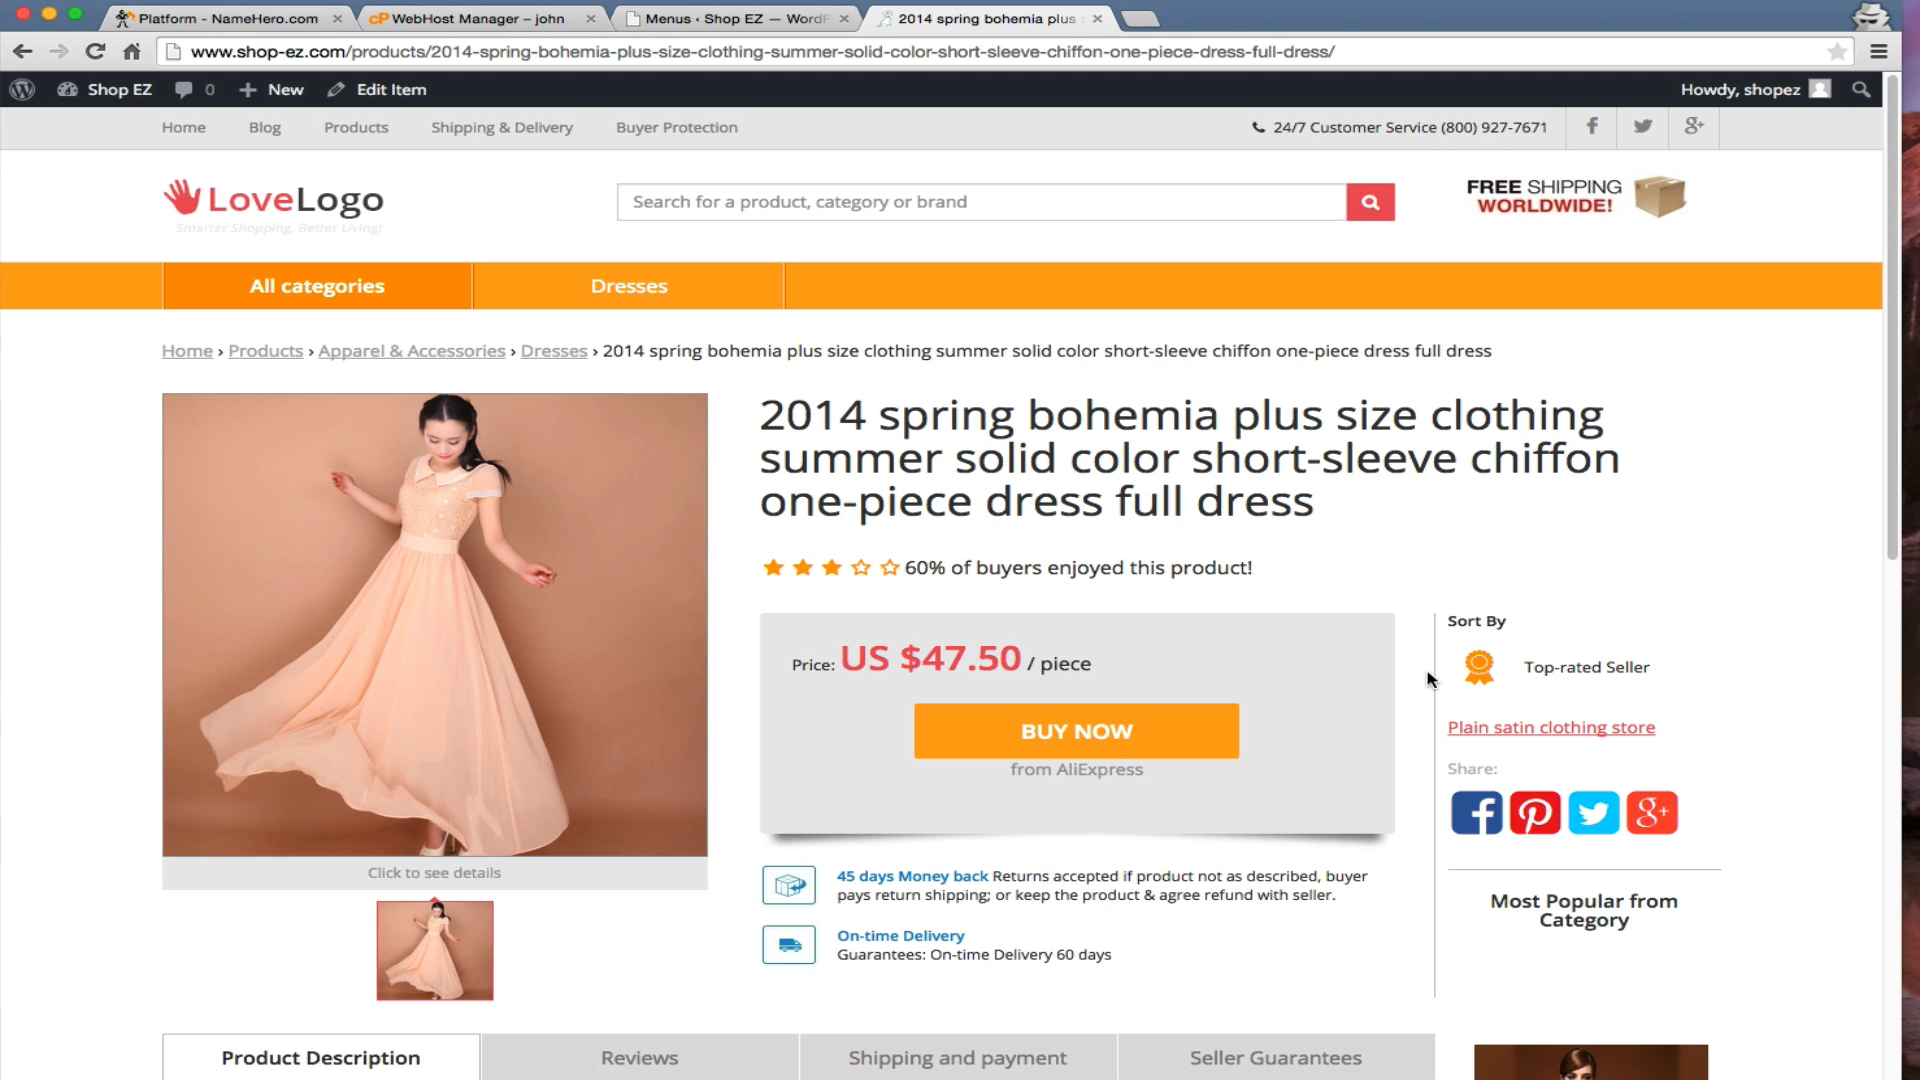 Platform - NameHero.com
cP WebHost Manager – john
Menus ‹ Shop EZ — WordP
2014 spring bohemia plus s
www.shop-ez.com/products/2014-spring-bohemia-plus-size-clothing-summer-solid-color-short-sleeve-chiffon-one-piece-dress-full-dress/
Shop EZ
0
New
Edit Item
Howdy, shopez
Home
Blog
Products
Shipping & Delivery
Buyer Protection
24/7 Customer Service (800) 927-7671
LoveLogo
Smarter Shopping, Better Living!
Search for a product, category or brand
FREE SHIPPING
WORLDWIDE!
All categories
Dresses
Home › Products › Apparel & Accessories › Dresses › 2014 spring bohemia plus size clothing summer solid color short-sleeve chiffon one-piece dress full dress
2014 spring bohemia plus size clothing
summer solid color short-sleeve chiffon
one-piece dress full dress
60% of buyers enjoyed this product!
Price: US $47.50 / piece
BUY NOW
from AliExpress
Sort By
Top-rated Seller
Plain satin clothing store
Share:
Click to see details
45 days Money back Returns accepted if product not as described, buyer
pays return shipping; or keep the product & agree refund with seller.
On-time Delivery
Guarantees: On-time Delivery 60 days
Most Popular from
Category
Product Description
Reviews
Shipping and payment
Seller Guarantees